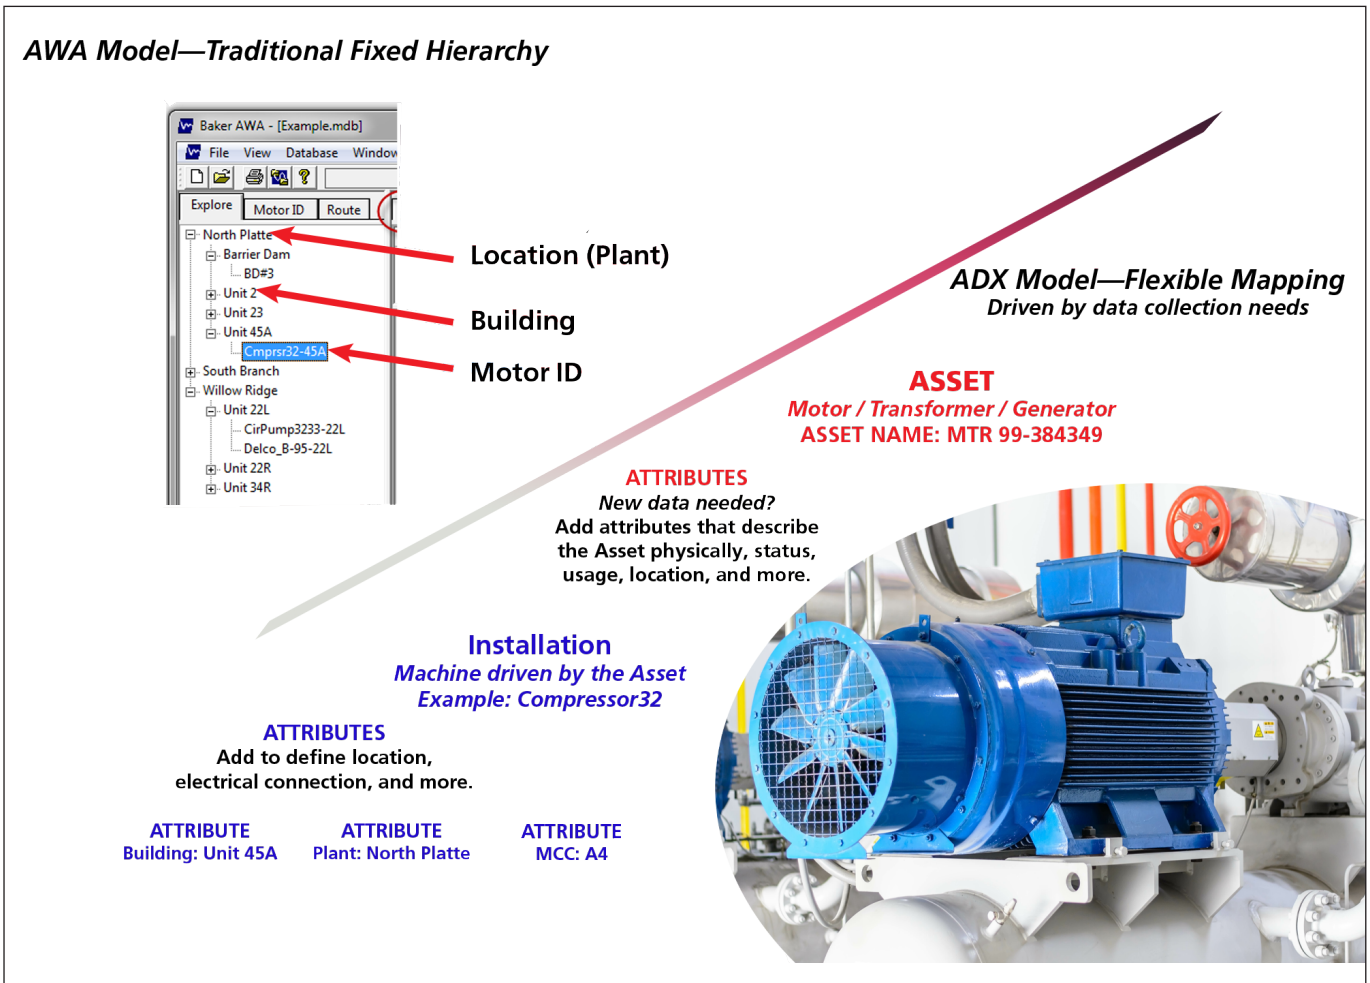 AWA Model—Traditional Fixed Hierarchy
Baker AWA - [Example.mdb]
File View Database Window
Explore Motor ID Route
North Platte
Barrier Dam
BD#3
Unit 2
Unit 23
Unit 45A
Cmprsr32-45A
South Branch
Willow Ridge
Unit 22L
CirPump3233-22L
Delco_B-95-22L
Unit 22R
Unit 34R
Location (Plant)
Building
Motor ID
ADX Model—Flexible Mapping
Driven by data collection needs
ASSET
Motor / Transformer / Generator
ASSET NAME: MTR 99-384349
ATTRIBUTES
New data needed?
Add attributes that describe
the Asset physically, status,
usage, location, and more.
Installation
Machine driven by the Asset
Example: Compressor32
ATTRIBUTES
Add to define location,
electrical connection, and more.
ATTRIBUTE
Building: Unit 45A
ATTRIBUTE
Plant: North Platte
ATTRIBUTE
MCC: A4